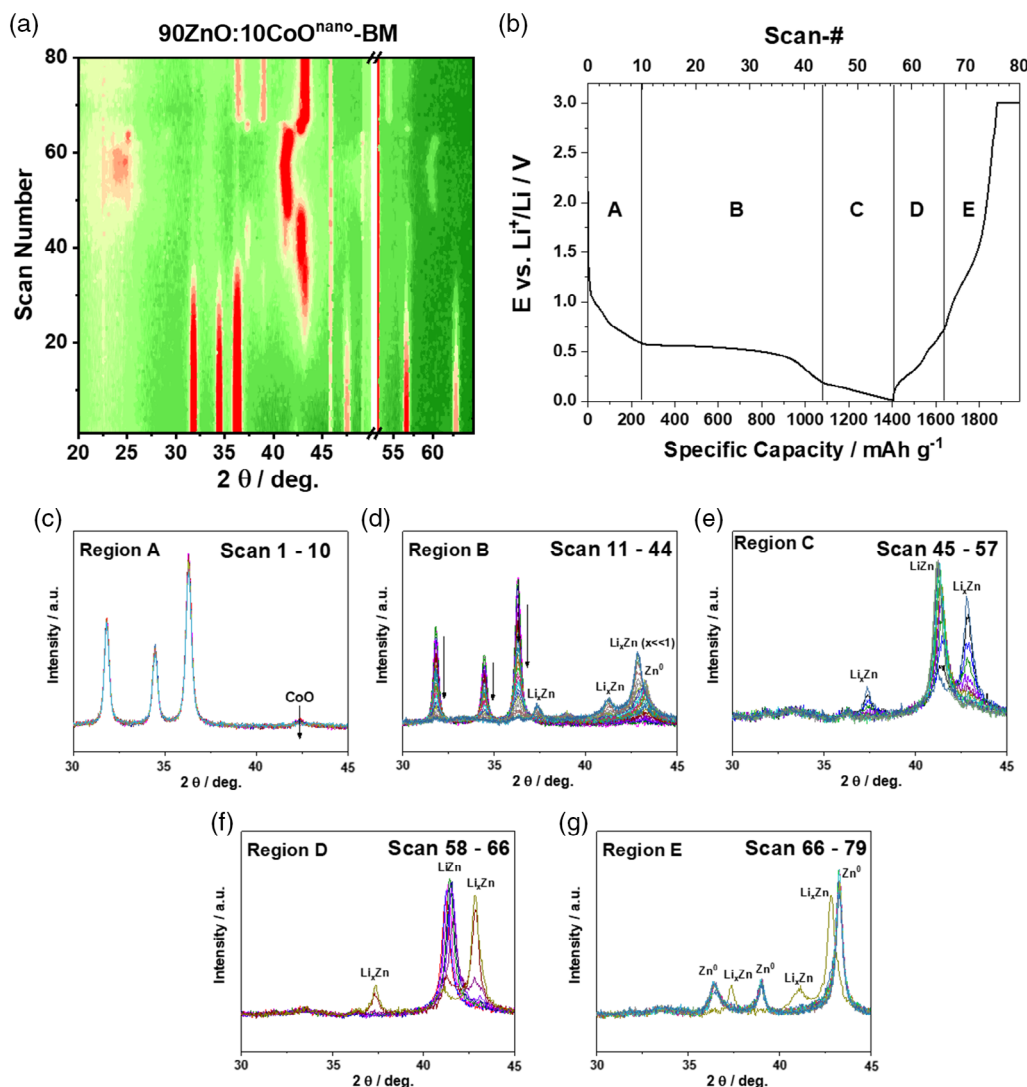 (a)
90ZnO:10CoOnano-BM
Scan Number
80
60
40
20
20 25 30 35 40 45 55 60
2 θ / deg.
(b)
Scan-#
0 10 20 30 40 50 60 70 80
E vs. Li+/Li / V
3.0
2.5
2.0
1.5
1.0
0.5
0.0
A B C D E
0 200 400 600 800 1000 1200 1400 1600 1800
Specific Capacity / mAh g-1
(c)
Region A Scan 1 - 10
Intensity / a.u.
CoO
30 35 40 45
2 θ / deg.
(d)
Region B Scan 11 - 44
Intensity / a.u.
LixZn (x<<1)
Zn0
LixZn
LixZn
30 35 40 45
2 θ / deg.
(e)
Region C Scan 45 - 57
Intensity / a.u.
LiZn
LixZn
LixZn
30 35 40 45
2 θ / deg.
(f)
Region D Scan 58 - 66
Intensity / a.u.
LiZn
LixZn
LixZn
30 35 40 45
2 θ / deg.
(g)
Region E Scan 66 - 79
Intensity / a.u.
LixZn Zn0
Zn0 LixZn Zn0 LixZn
30 35 40 45
2 θ / deg.